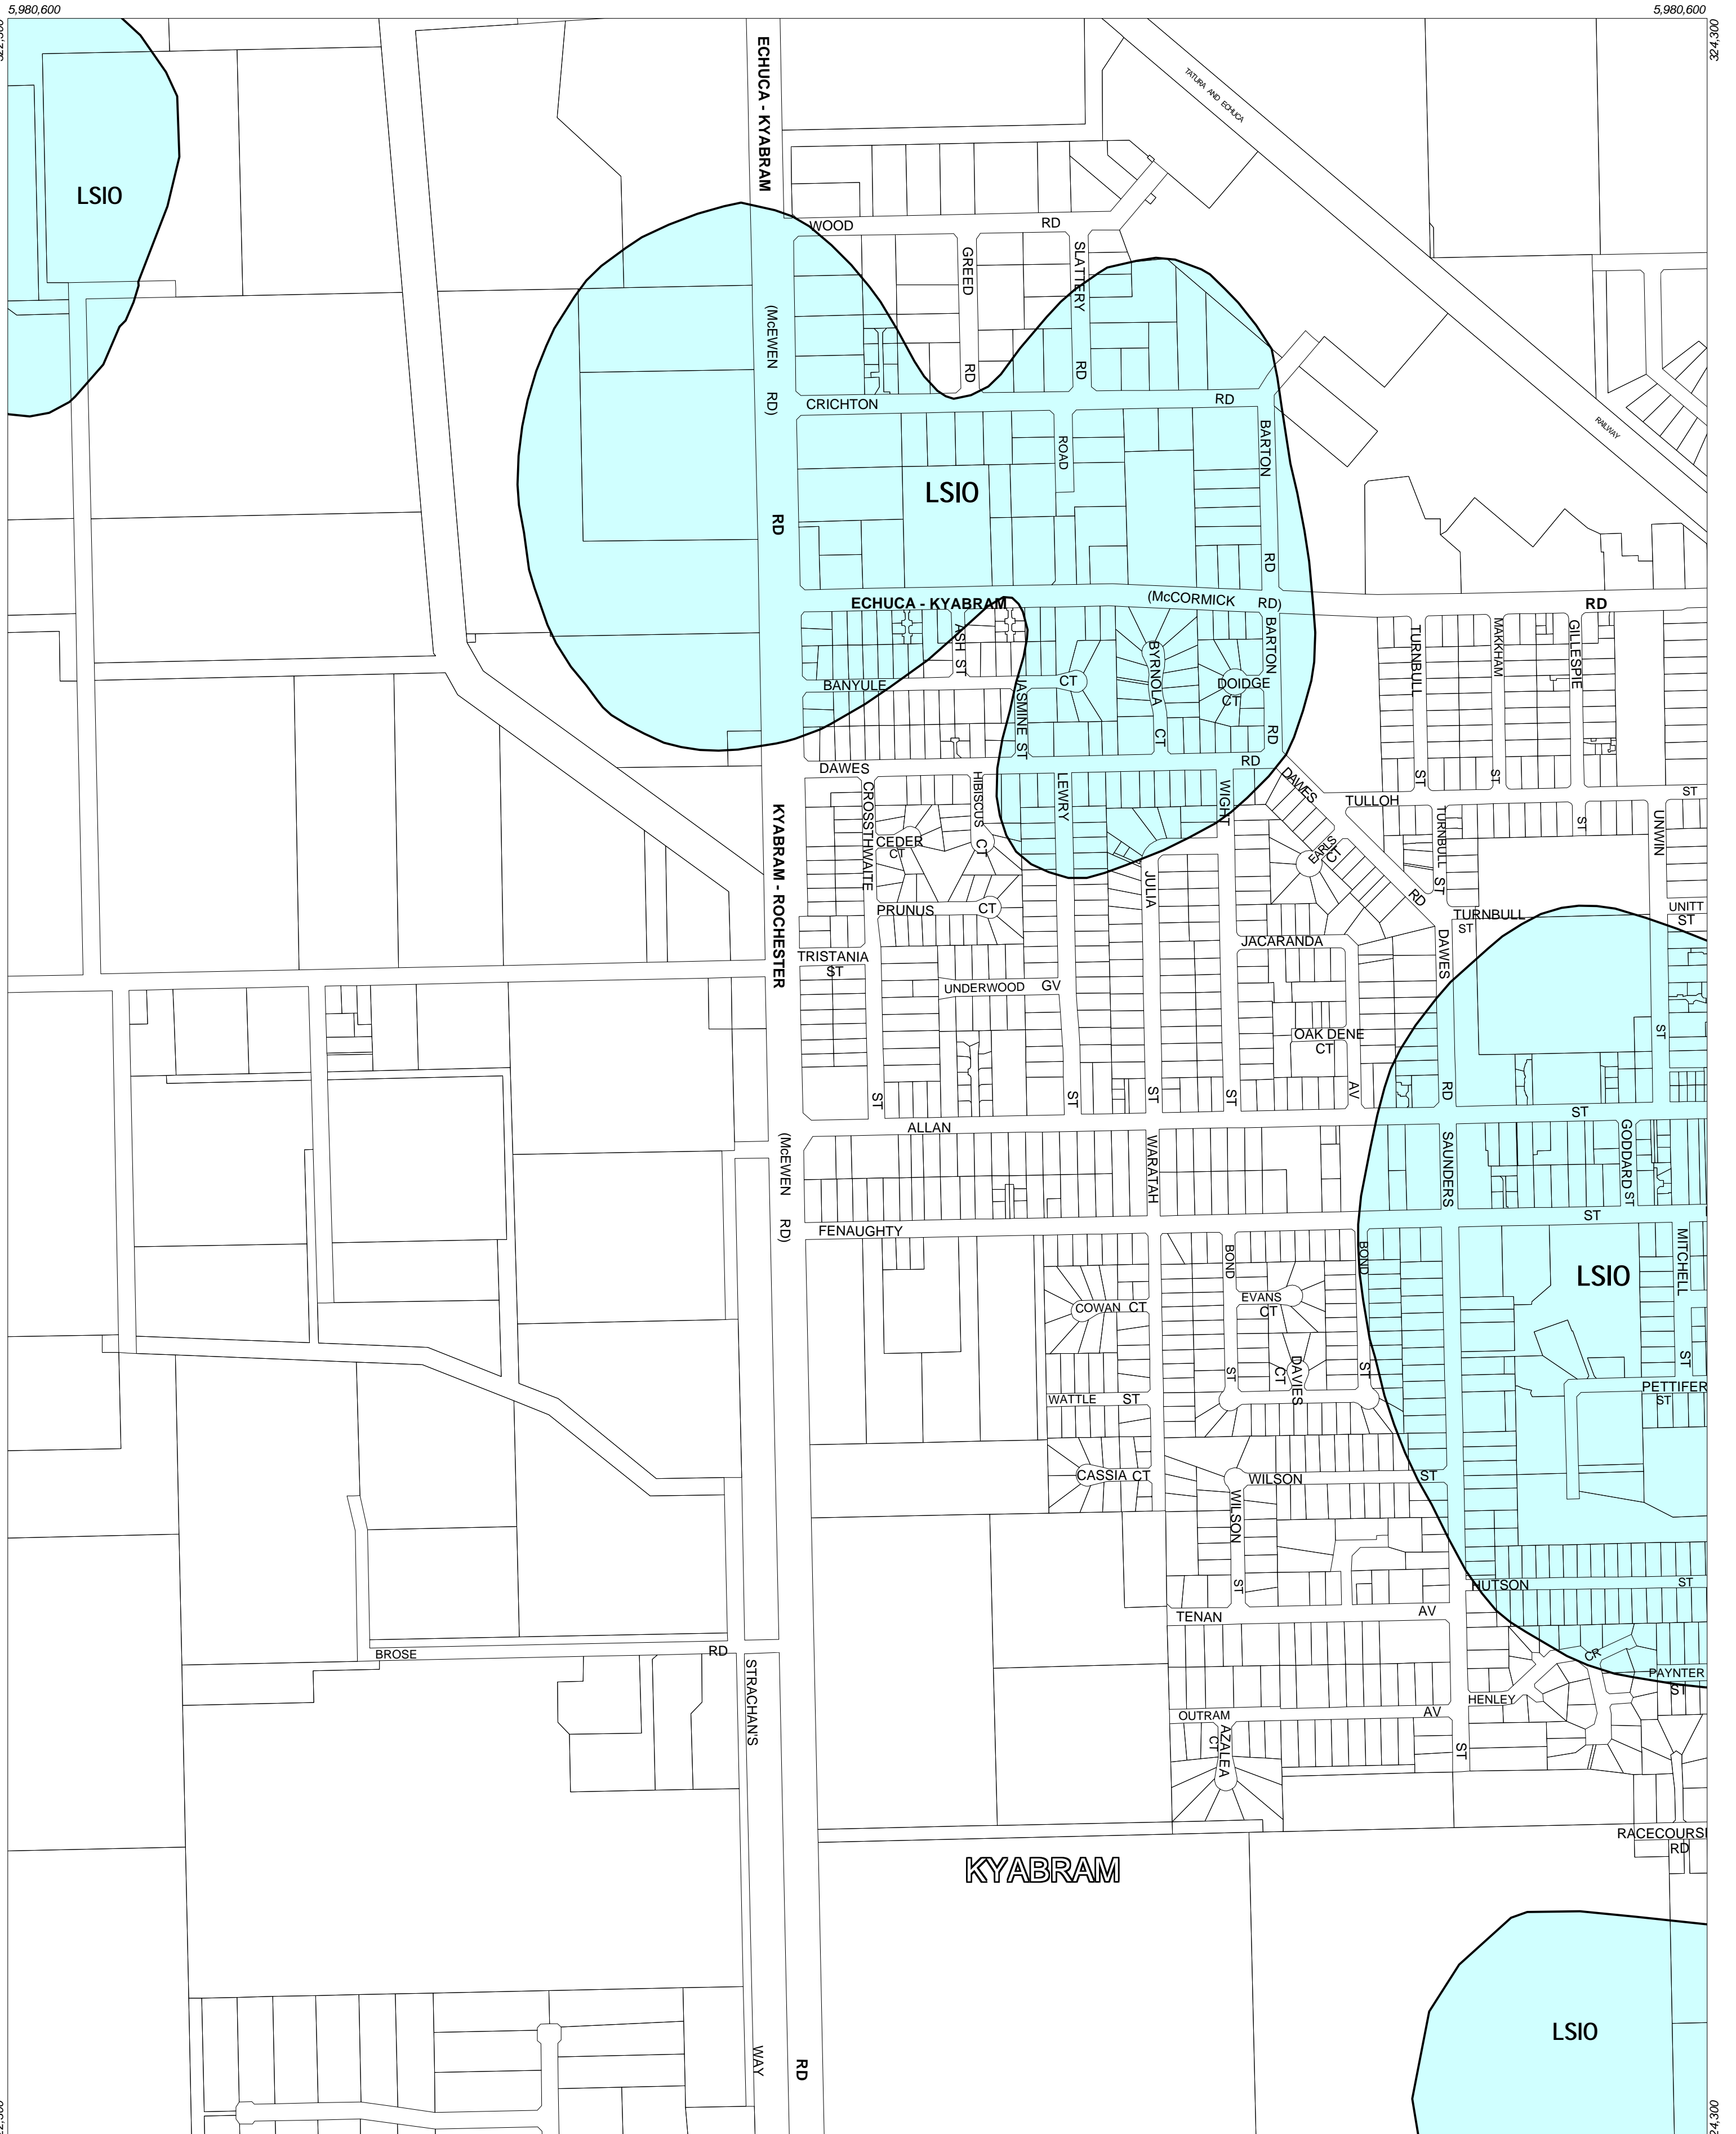 5,980,600
5,980,600
324,300
LSIO
ECHUCA - KYABRAM
TATURA AND ECHUCA
WOOD
RD
GREED
SLATTERY
(McEWEN
RD)
RD
RD
CRICHTON
RD
ROAD
BARTON
RAILWAY
LSIO
RD
RD
ECHUCA - KYABRAM
(McCORMICK
RD)
RD
ASH ST
BYRNOLA
BARTON
TURNBULL
MAKKHAM
GILLESPIE
BANYULE
CT
DOIDGE
CT
JASMINE ST
CT
RD
DAWES
RD
ST
ST
CROSSTHWAITE
HIBISCUS
LEWRY
WIGHT
DAWES
TULLOH
ST
KYABRAM - ROCHESTER
CEDER
CT
CT
EARLS
CT
TURNBULL
ST
UNWIN
JULIA
RD
ST
PRUNUS
CT
TURNBULL
ST
UNITT
ST
TRISTANIA
ST
JACARANDA
DAWES
UNDERWOOD
GV
OAK DENE
CT
ST
ST
ST
ST
ST
AV
RD
ST
ALLAN
(McEWEN
RD)
WARATAH
SAUNDERS
GODDARD
ST
FENAUGHTY
ST
BOND
BOND
MITCHELL
EVANS
CT
LSIO
COWAN CT
DAVIES
CT
ST
ST
ST
WATTLE
ST
PETTIFER
ST
CASSIA CT
WILSON
ST
WILSON
ST
HUTSON
ST
TENAN
AV
BROSE
RD
CR
PAYNTER
ST
STRACHAN'S
HENLEY
OUTRAM
AV
AZALEA
CT
ST
RACECOURS
RD
KYABRAM
LSIO
WAY
RD
24,300